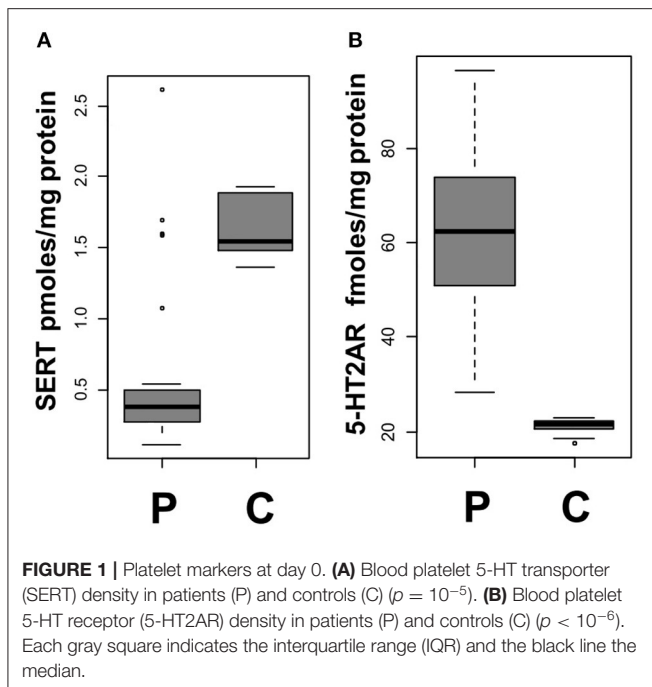 A
SERT pmoles/mg protein
2.5
2.0
1.5
1.0
0.5
P C
B
5-HT2AR fmoles/mg protein
80
60
40
20
P C
FIGURE 1 | Platelet markers at day 0. (A) Blood platelet 5-HT transporter
(SERT) density in patients (P) and controls (C) (p = 10⁻⁵). (B) Blood platelet
5-HT receptor (5-HT2AR) density in patients (P) and controls (C) (p < 10⁻⁶).
Each gray square indicates the interquartile range (IQR) and the black line the
median.